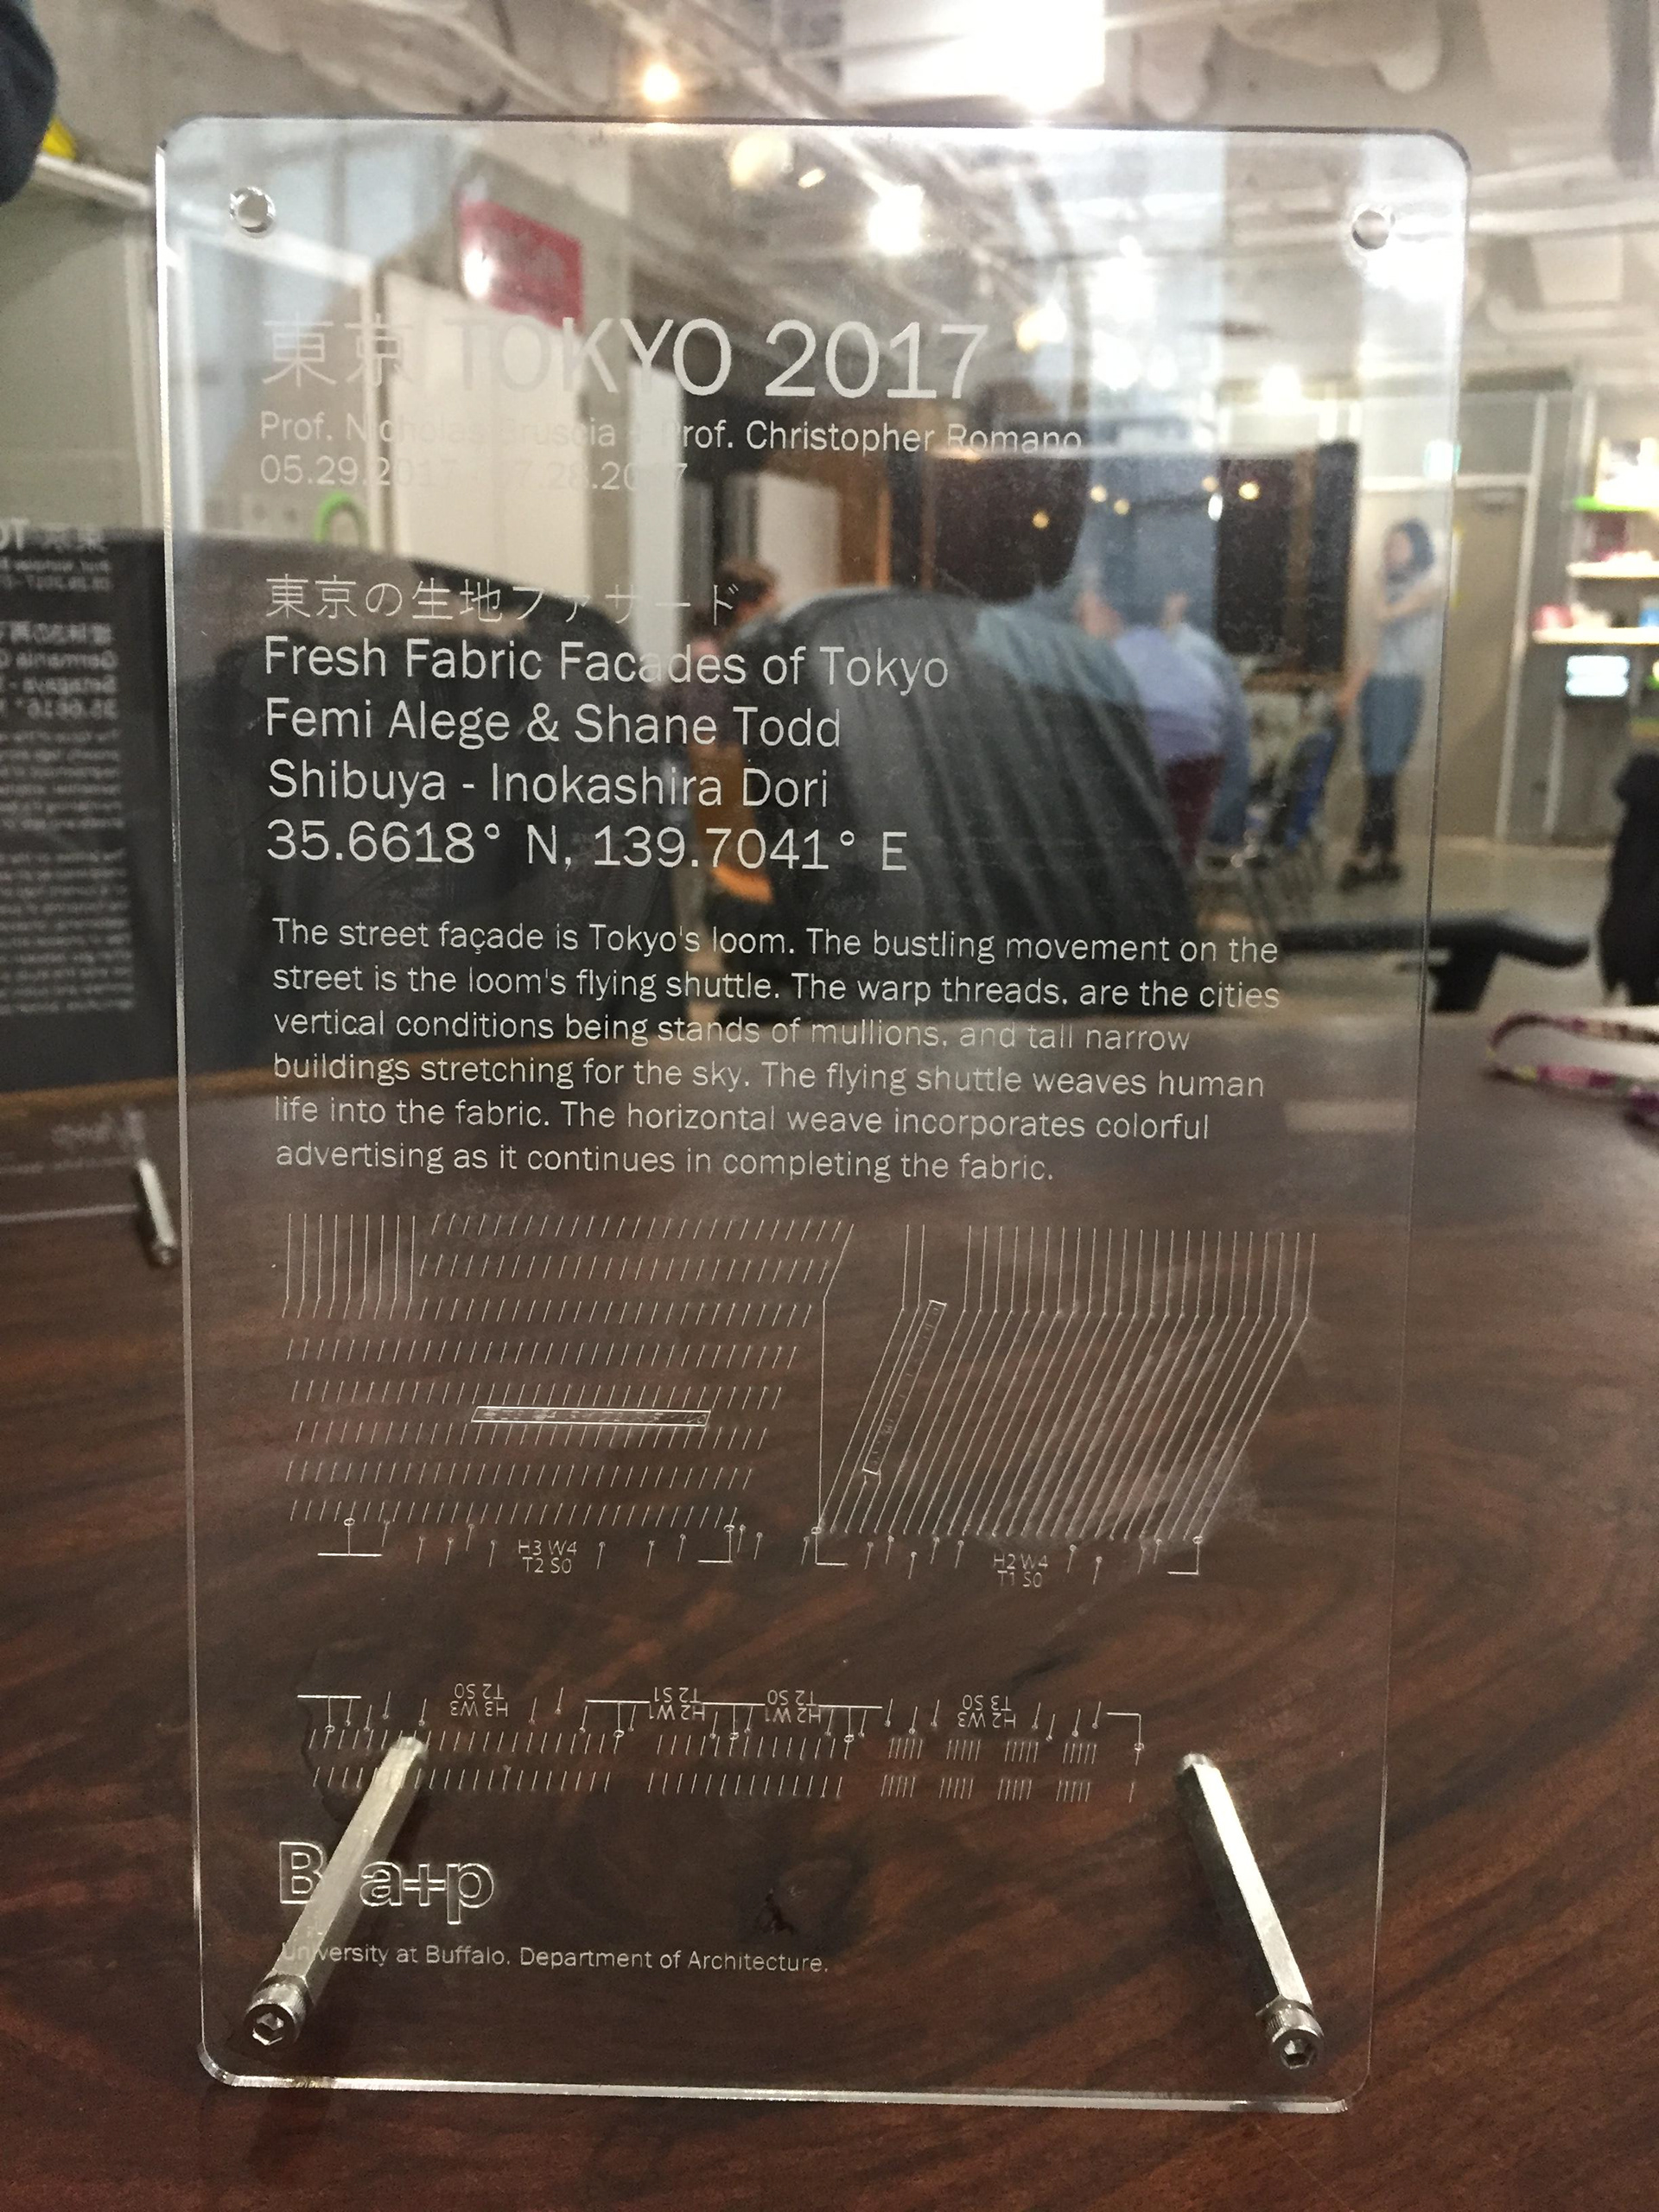 東京 TOKYO 2017
Prof. Nicholas Bruscia - Prof. Christopher Romano
05.29.2017 - 07.28.2017
東京の生地ファサード
Fresh Fabric Facades of Tokyo
Femi Alege & Shane Todd
Shibuya - Inokashira Dori
35.6618° N, 139.7041° E
The street façade is Tokyo's loom. The bustling movement on the
street is the loom's flying shuttle. The warp threads, are the cities
vertical conditions being stands of mullions, and tall narrow
buildings stretching for the sky. The flying shuttle weaves human
life into the fabric. The horizontal weave incorporates colorful
advertising as it continues in completing the fabric.
H3 W4
T2 S0
H2 W4
T1 S0
H3 W3
T2 S0
H2 W1
T2 S1
H2 W1
T2 S0
H2 W3
T3 S0
B a+p
University at Buffalo, Department of Architecture.